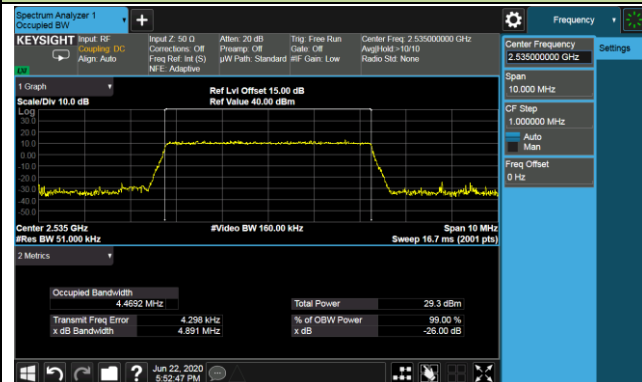 Spectrum Analyzer 1
Occupied BW
+
Frequency
KEYSIGHT
Input: RF
Coupling: DC
Align: Auto
Input Z: 50 Ω
Corrections: Off
Freq Ref: Int (S)
NFE: Adaptive
Atten: 20 dB
Preamp: Off
µW Path: Standard
Trig: Free Run
Gate: Off
#IF Gain: Low
Center Freq: 2.535000000 GHz
Avg|Hold:>10/10
Radio Std: None
Center Frequency
2.535000000 GHz
Settings
Span
10.000 MHz
CF Step
1.000000 MHz
Auto
Man
Freq Offset
0 Hz
1 Graph
Scale/Div 10.0 dB
Ref Lvl Offset 15.00 dB
Ref Value 40.00 dBm
Log
30.0
20.0
10.0
0.00
-10.0
-20.0
-30.0
-40.0
-50.0
Center 2.535 GHz
#Res BW 51.000 kHz
#Video BW 160.00 kHz
Span 10 MHz
Sweep 16.7 ms (2001 pts)
2 Metrics
Occupied Bandwidth
4.4692 MHz
Total Power 29.3 dBm
Transmit Freq Error 4.298 kHz
% of OBW Power 99.00 %
x dB Bandwidth 4.891 MHz
x dB -26.00 dB
?
Jun 22, 2020
5:52:47 PM